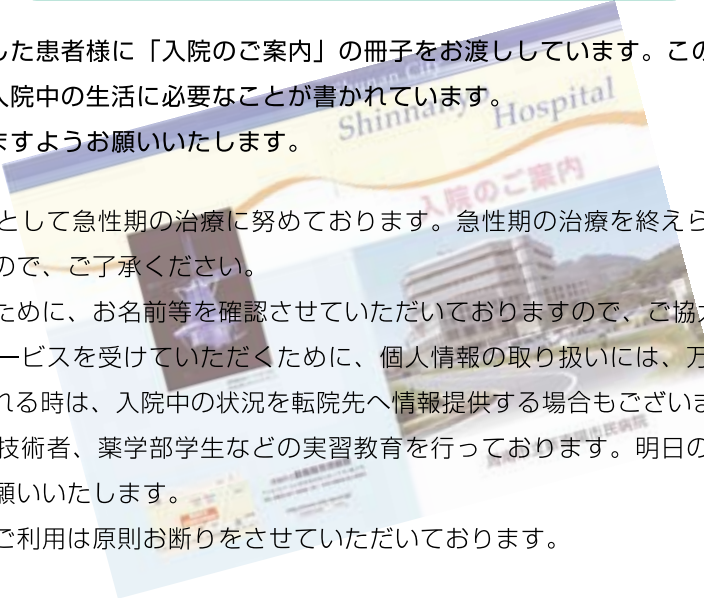 した患者様に「入院のご案内」の冊子をお渡ししています。この
入院中の生活に必要なことが書かれています。
ますようお願いいたします。
として急性期の治療に努めております。急性期の治療を終えら
ので、ご了承ください。
ために、お名前等を確認させていただいておりますので、ご協力
ービスを受けていただくために、個人情報の取り扱いには、万
れる時は、入院中の状況を転院先へ情報提供する場合もございま
技術者、薬学部学生などの実習教育を行っております。明日の
願いいたします。
ご利用は原則お断りをさせていただいております。
Shunan City
Shinnanyo Hospital
入院のご案内
市民病院